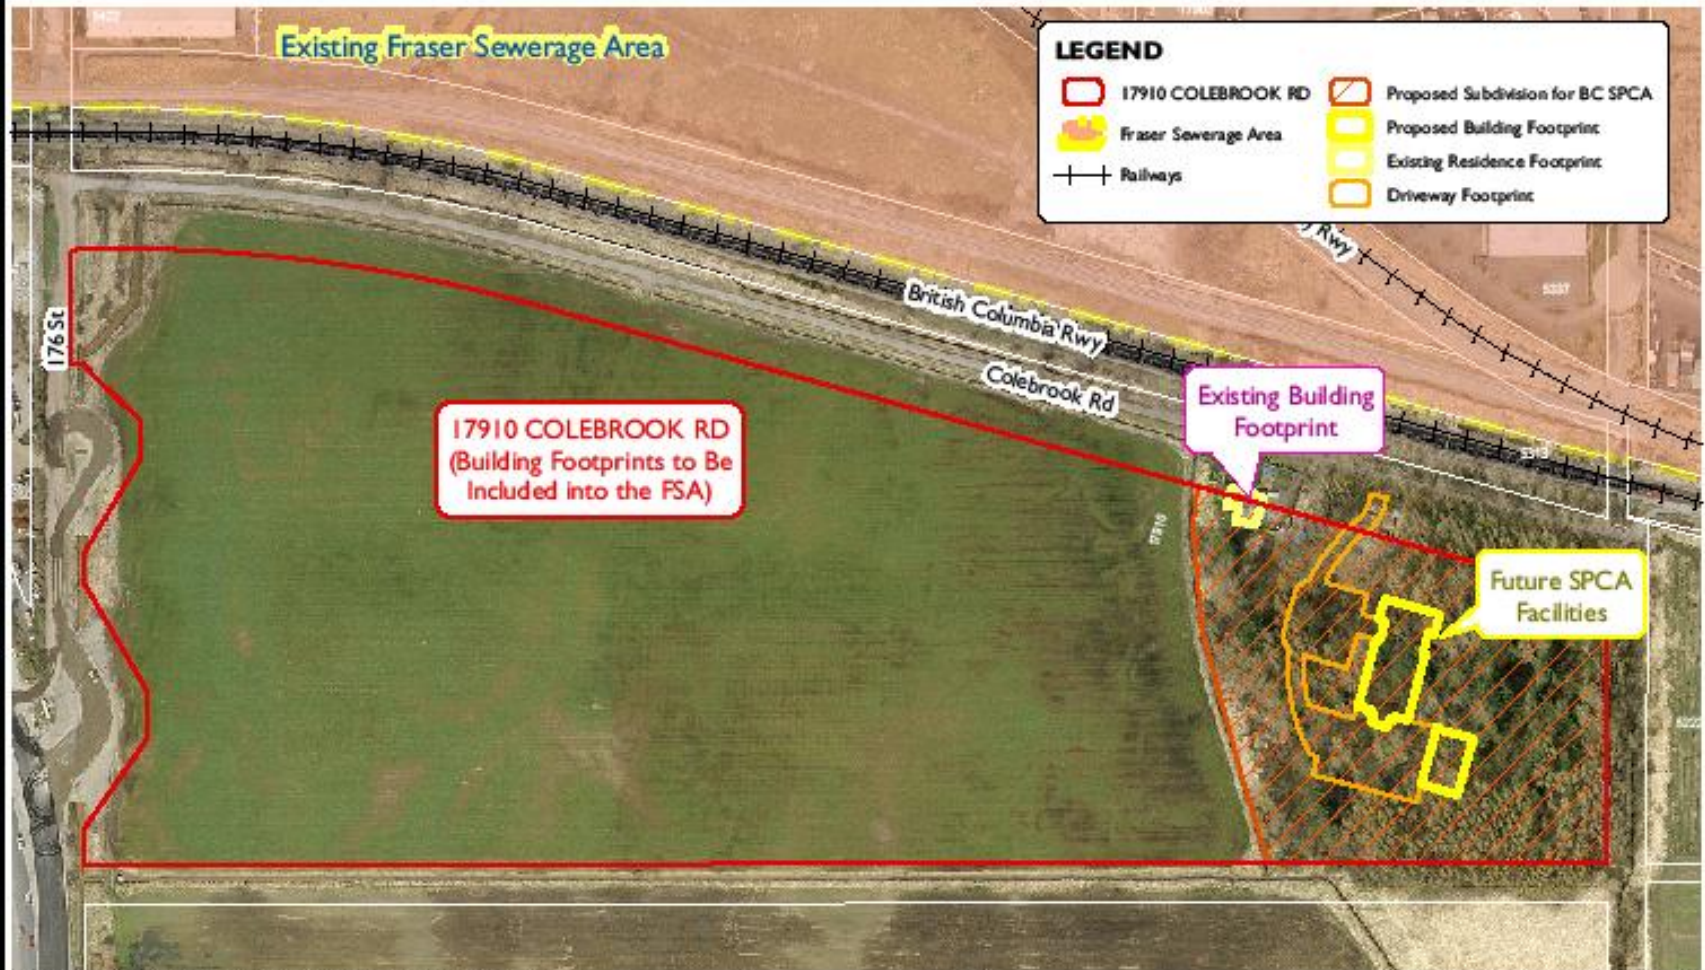 Existing Fraser Sewerage Area
LEGEND
17910 COLEBROOK RD
Fraser Sewerage Area
Railways
Proposed Subdivision for BC SPCA
Proposed Building Footprint
Existing Residence Footprint
Driveway Footprint
y Rwy
5337
176 St
British Columbia Rwy
Colebrook Rd
Existing Building
Footprint
17910 COLEBROOK RD
(Building Footprints to Be
Included into the FSA)
17910
Future SPCA
Facilities